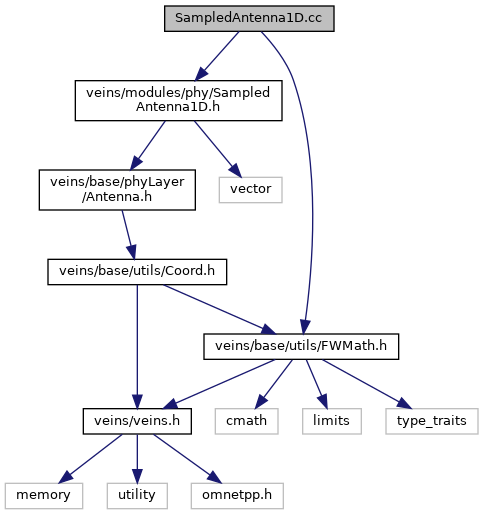 SampledAntenna1D.cc
veins/modules/phy/Sampled
Antenna1D.h
veins/base/phyLayer
/Antenna.h
vector
veins/base/utils/Coord.h
veins/base/utils/FWMath.h
veins/veins.h
cmath
limits
type_traits
memory
utility
omnetpp.h